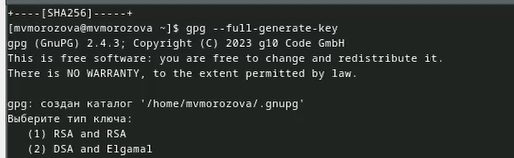 +----[SHA256]-----+
[mvmorozova@mvmorozova ~]$ gpg --full-generate-key
gpg (GnuPG) 2.4.3; Copyright (C) 2023 g10 Code GmbH
This is free software: you are free to change and redistribute it.
There is NO WARRANTY, to the extent permitted by law.

gpg: создан каталог '/home/mvmorozova/.gnupg'
Выберите тип ключа:
   (1) RSA and RSA
   (2) DSA and Elgamal